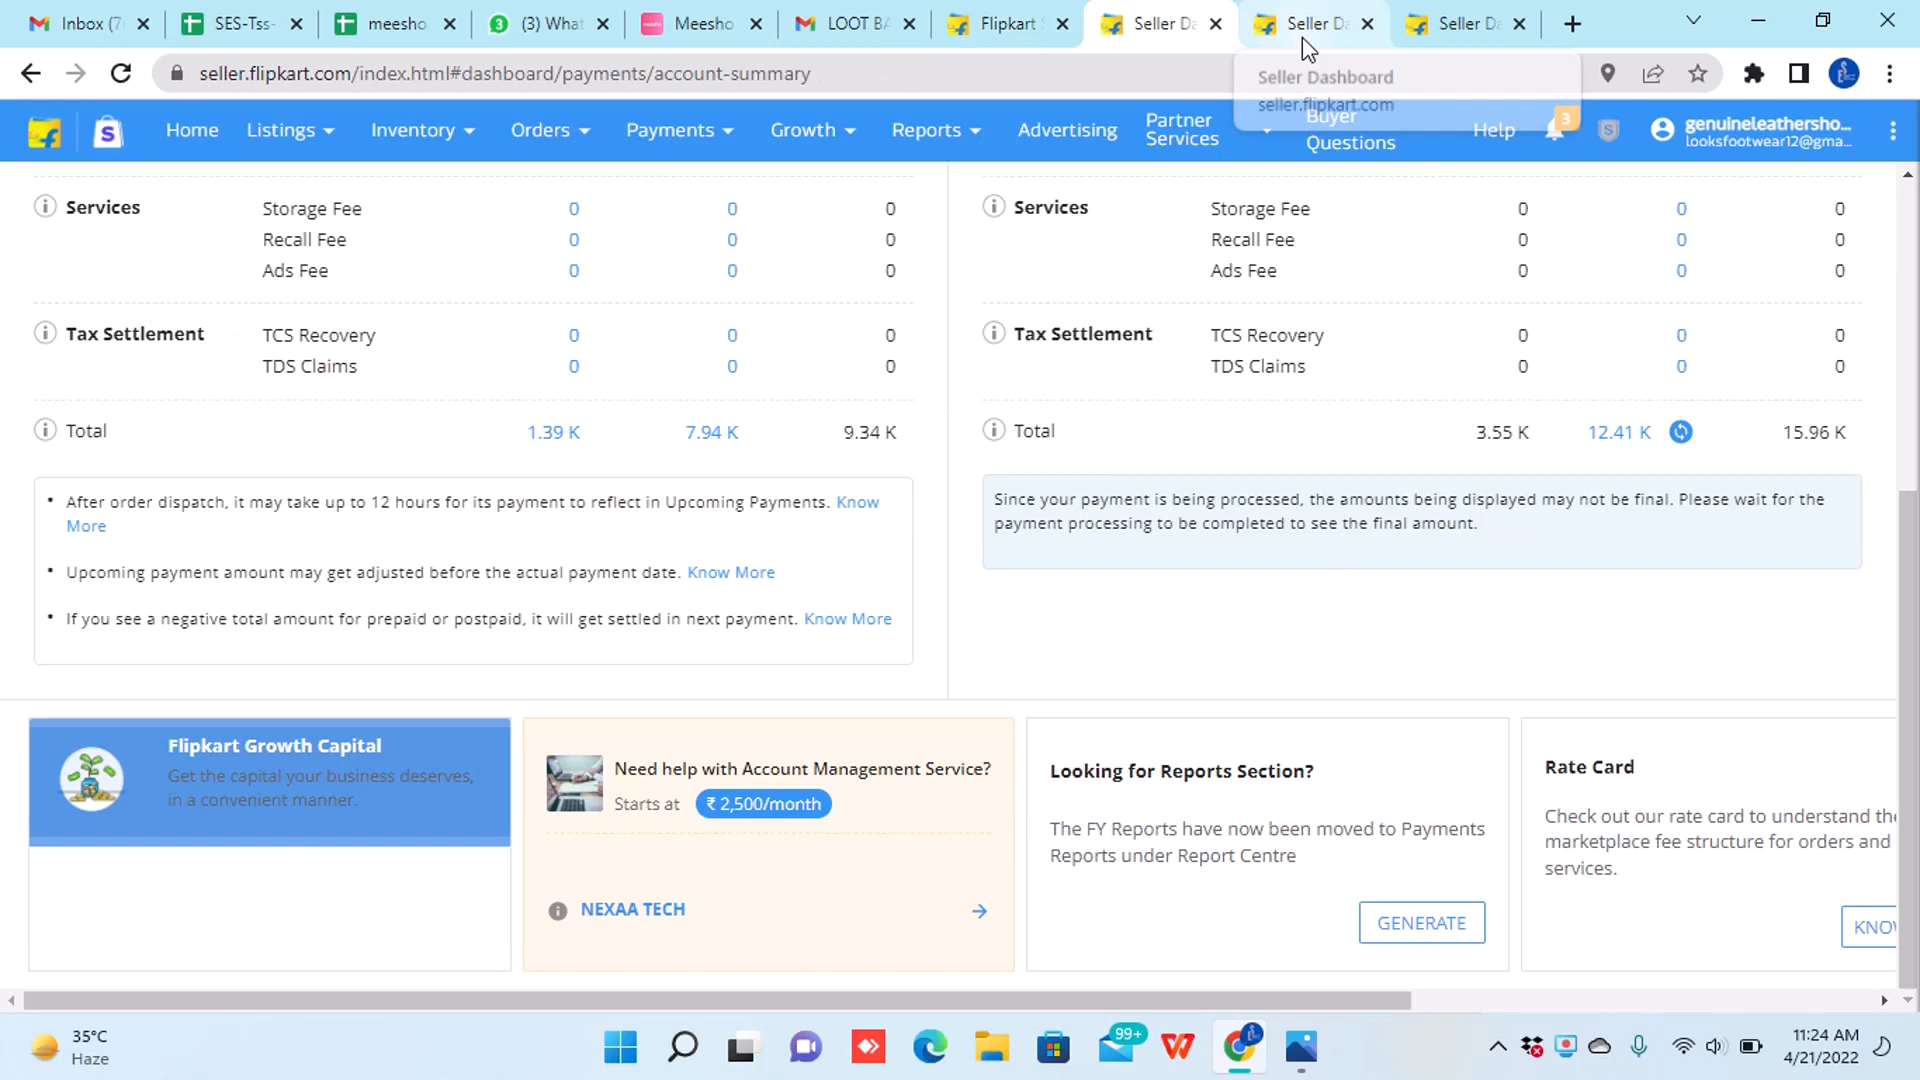 Inbox (7
SES-Tss-
meesho
(3) What
Meesho
LOOT BA
Flipkart
Seller Da
Seller Da
Seller Da
seller.flipkart.com/index.html#dashboard/payments/account-summary
Seller Dashboard
seller.flipkart.com
Home
Listings
Inventory
Orders
Payments
Growth
Reports
Advertising
Partner
Services
Buyer
Questions
Help
3
genuineleathersho...
looksfootwear12@gma...
Services Storage Fee 0 0 0
Recall Fee 0 0 0
Ads Fee 0 0 0
Tax Settlement TCS Recovery 0 0 0
TDS Claims 0 0 0
Total 1.39 K 7.94 K 9.34 K
• After order dispatch, it may take up to 12 hours for its payment to reflect in Upcoming Payments. Know
More
• Upcoming payment amount may get adjusted before the actual payment date. Know More
• If you see a negative total amount for prepaid or postpaid, it will get settled in next payment. Know More
Services Storage Fee 0 0 0
Recall Fee 0 0 0
Ads Fee 0 0 0
Tax Settlement TCS Recovery 0 0 0
TDS Claims 0 0 0
Total 3.55 K 12.41 K 15.96 K
Since your payment is being processed, the amounts being displayed may not be final. Please wait for the
payment processing to be completed to see the final amount.
Flipkart Growth Capital
Get the capital your business deserves,
in a convenient manner.
Need help with Account Management Service?
Starts at ₹ 2,500/month
NEXAA TECH
Looking for Reports Section?
The FY Reports have now been moved to Payments
Reports under Report Centre
GENERATE
Rate Card
Check out our rate card to understand the
marketplace fee structure for orders and
services.
KNOW
35°C
Haze
99+
11:24 AM
4/21/2022